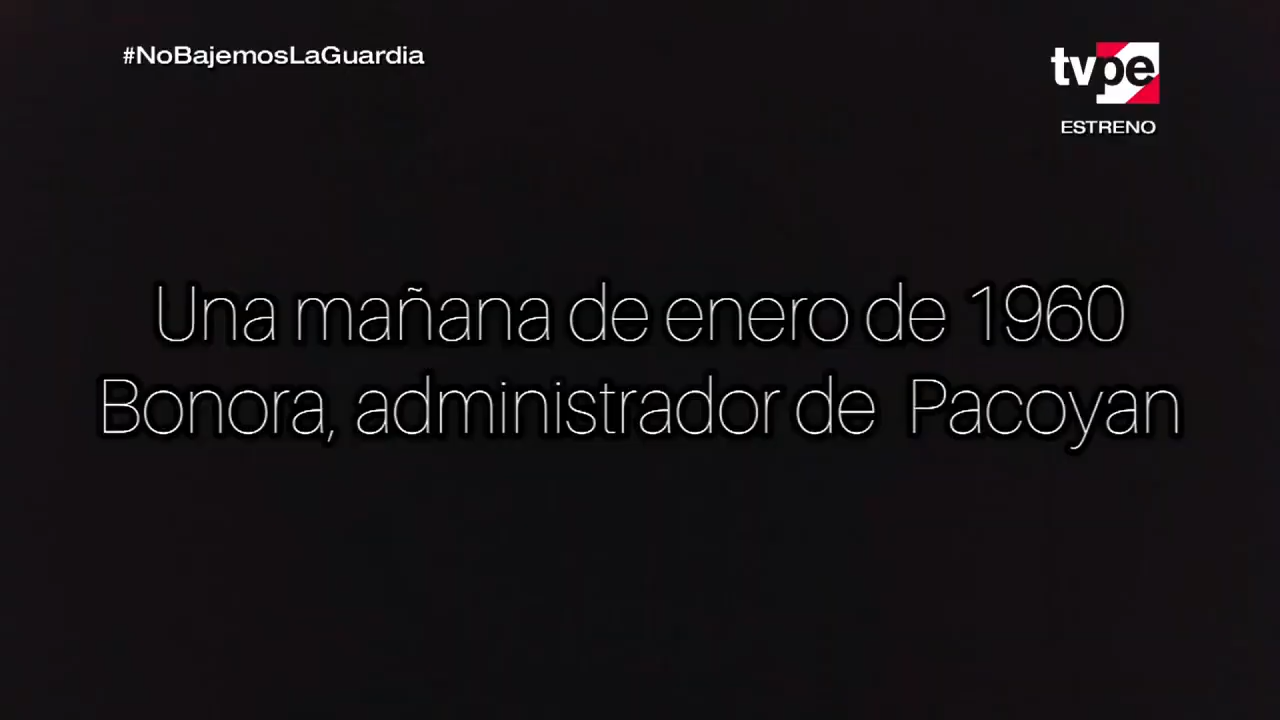 #NoBajemosLaGuardia
tvpe
ESTRENO
Una mañana de enero de 1960
Bonora, administrador de Pacoyan